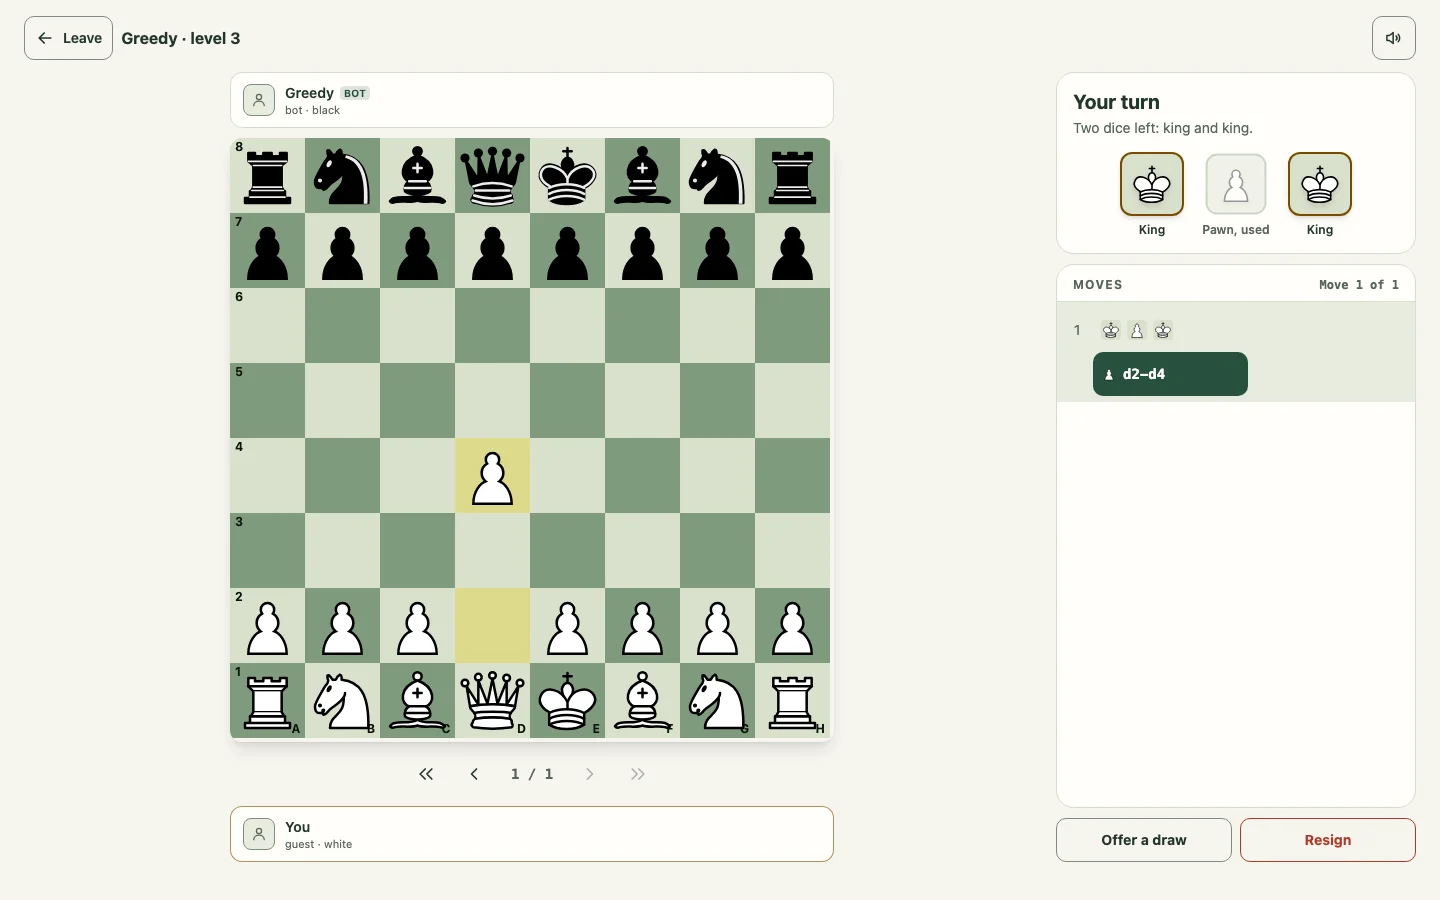 Leave
Greedy · level 3
Greedy BOT
bot · black
8
7
6
5
4
3
2
1
A B C D E F G H
1 / 1
You
guest · white
Your turn
Two dice left: king and king.
King
Pawn, used
King
MOVES
Move 1 of 1
1
d2–d4
Offer a draw
Resign